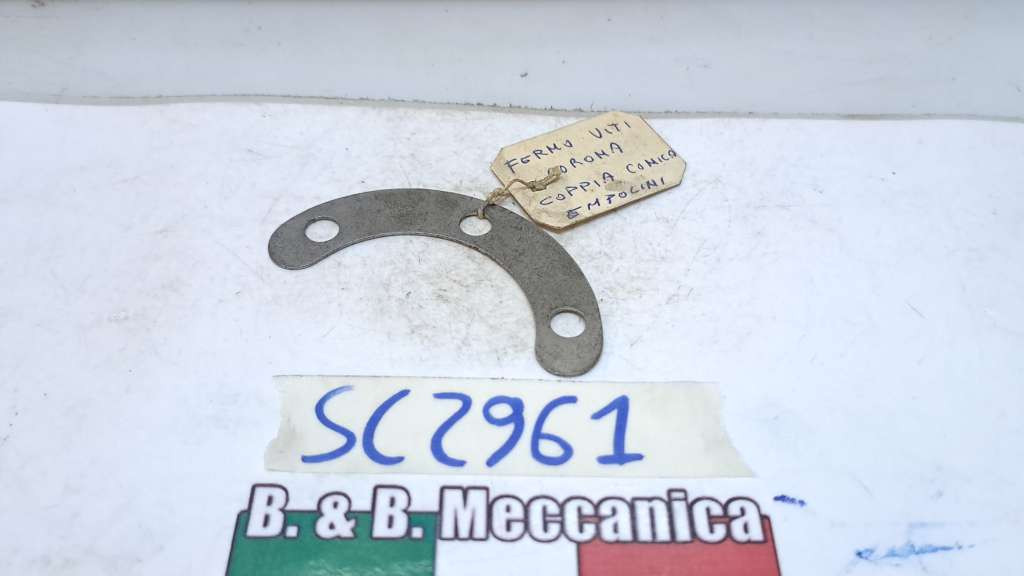 FERMO VITI
CORONA
COPPIA CONICA
EMPOLINI
SC2961
B. & B. Meccanica